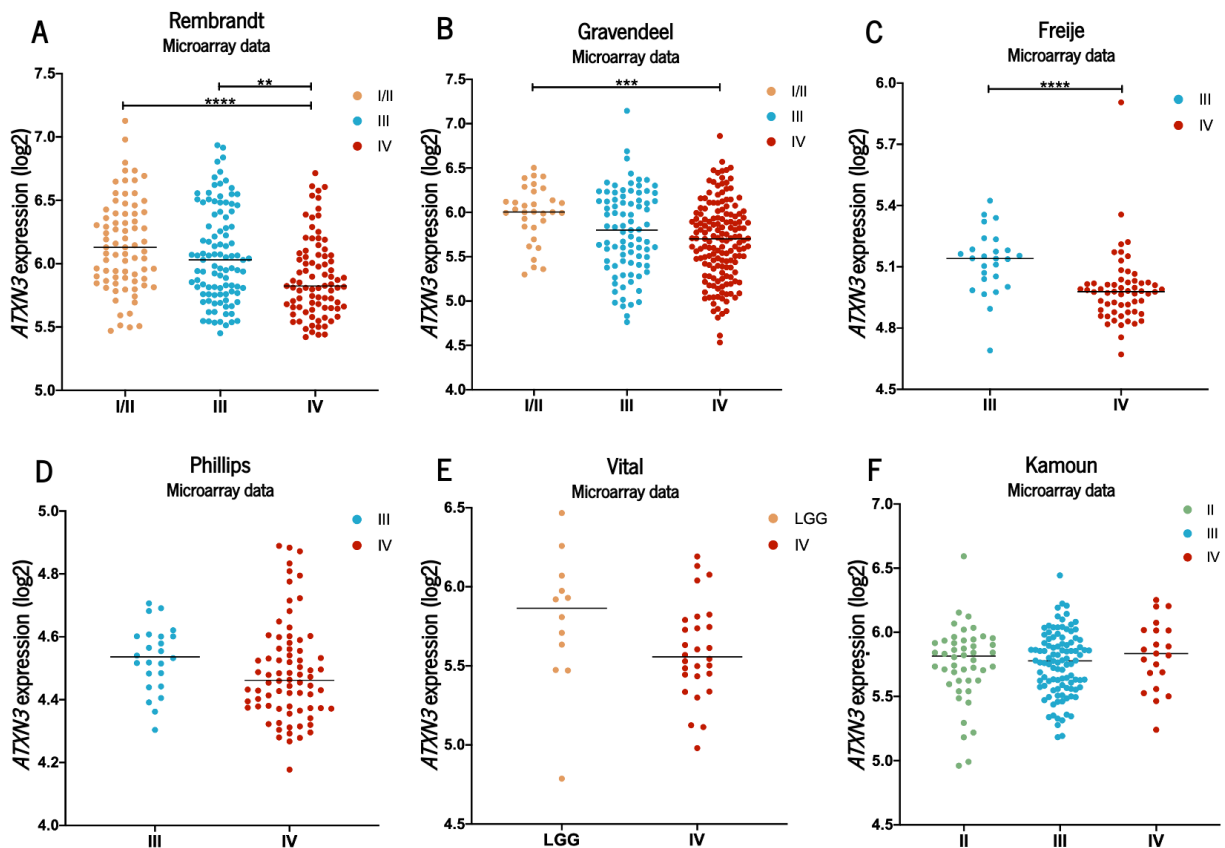 A
Rembrandt
Microarray data
7.5
7.0
6.5
6.0
5.5
5.0
ATXN3 expression (log2)
**
****
I/II
III
IV
I/II
III
IV
B
Gravendeel
Microarray data
7.5
7.0
6.5
6.0
5.5
5.0
4.5
4.0
ATXN3 expression (log2)
***
I/II
III
IV
I/II
III
IV
C
Freije
Microarray data
6.0
5.7
5.4
5.1
4.8
4.5
ATXN3 expression (log2)
****
III
IV
III
IV
D
Phillips
Microarray data
5.0
4.8
4.6
4.4
4.2
4.0
ATXN3 expression (log2)
III
IV
III
IV
E
Vital
Microarray data
6.5
6.0
5.5
5.0
4.5
ATXN3 expression (log2)
LGG
IV
LGG
IV
F
Kamoun
Microarray data
7.0
6.5
6.0
5.5
5.0
4.5
ATXN3 expression (log2)
II
III
IV
II
III
IV